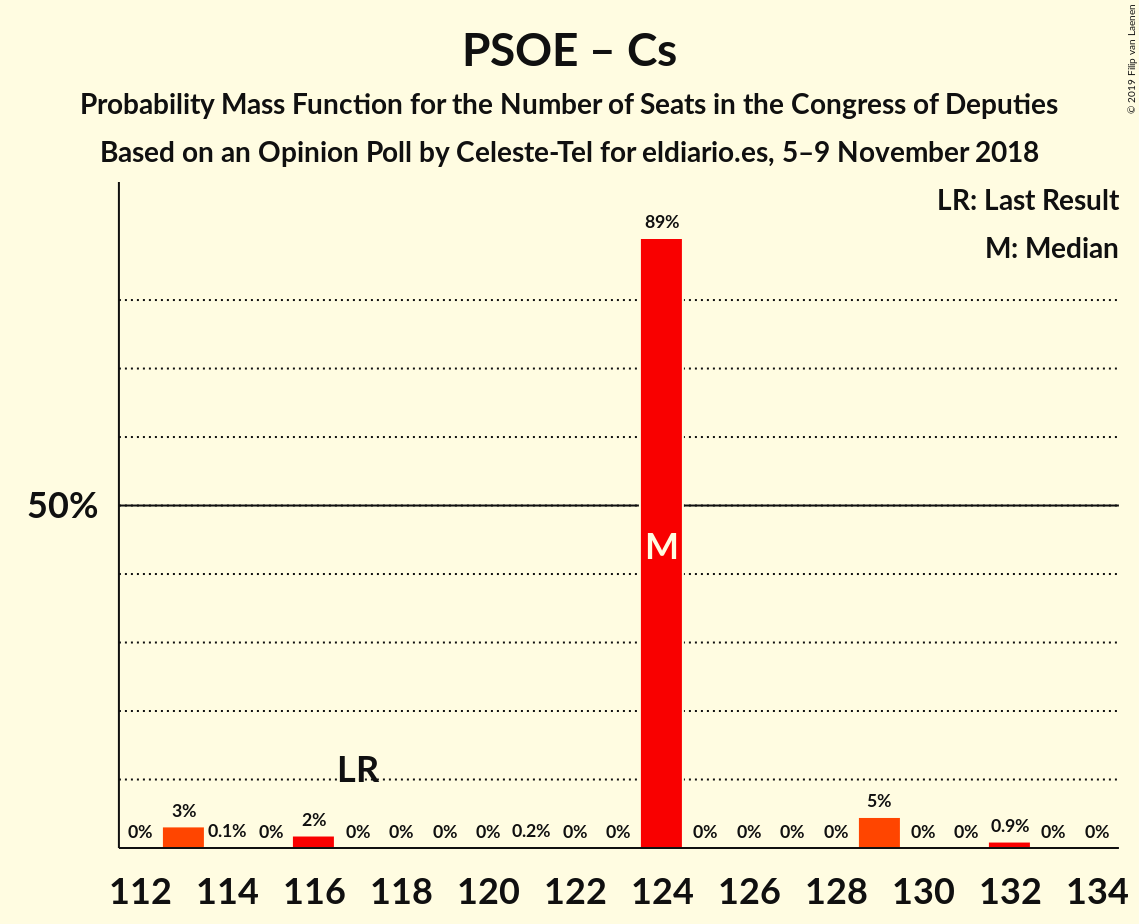 PSOE – Cs
Probability Mass Function for the Number of Seats in the Congress of Deputies
Based on an Opinion Poll by Celeste-Tel for eldiario.es, 5–9 November 2018
© 2019 Filip van Laenen
LR: Last Result
M: Median
89%
50%
M
LR
0% 3% 0.1% 0% 2% 0% 0% 0% 0% 0.2% 0% 0% 0% 0% 0% 0% 5% 0% 0% 0.9% 0% 0%
112 114 116 118 120 122 124 126 128 130 132 134